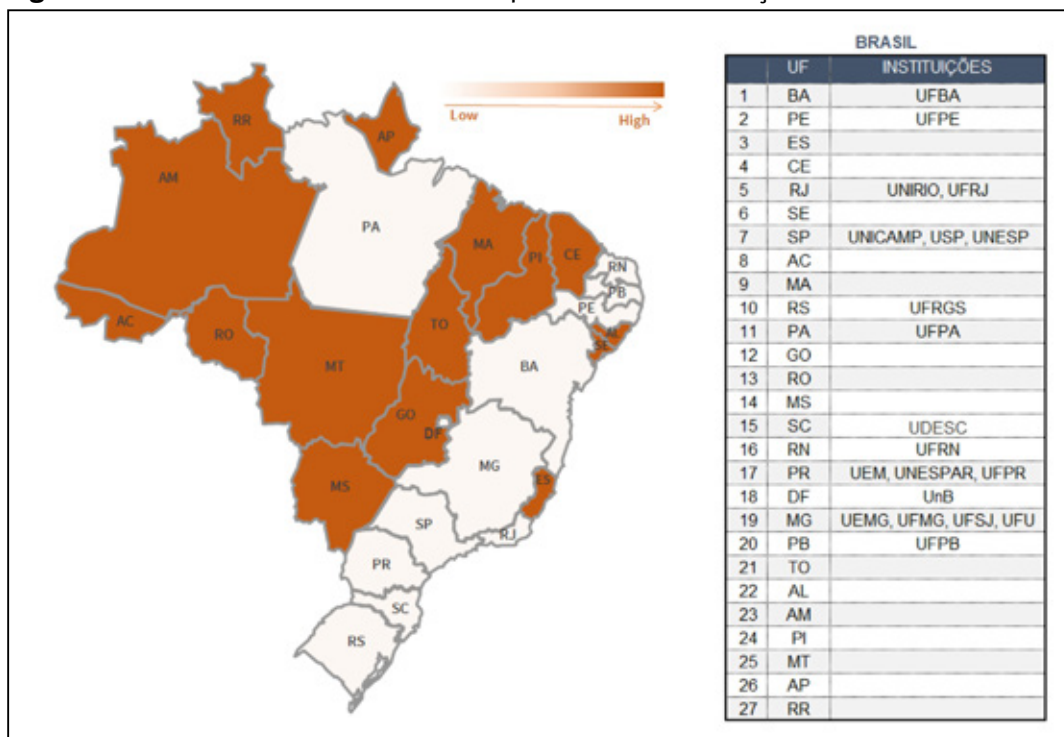 RR
AP
Low
High
AM
PA
MA
PI
CE
RN
PB
PE
AL
SE
AC
RO
TO
MT
BA
GO
DF
MG
ES
MS
SP
RJ
PR
SC
RS
BRASIL
UF INSTITUIÇÕES
1 BA UFBA
2 PE UFPE
3 ES
4 CE
5 RJ UNIRIO, UFRJ
6 SE
7 SP UNICAMP, USP, UNESP
8 AC
9 MA
10 RS UFRGS
11 PA UFPA
12 GO
13 RO
14 MS
15 SC UDESC
16 RN UFRN
17 PR UEM, UNESPAR, UFPR
18 DF UnB
19 MG UEMG, UFMG, UFSJ, UFU
20 PB UFPB
21 TO
22 AL
23 AM
24 PI
25 MT
26 AP
27 RR